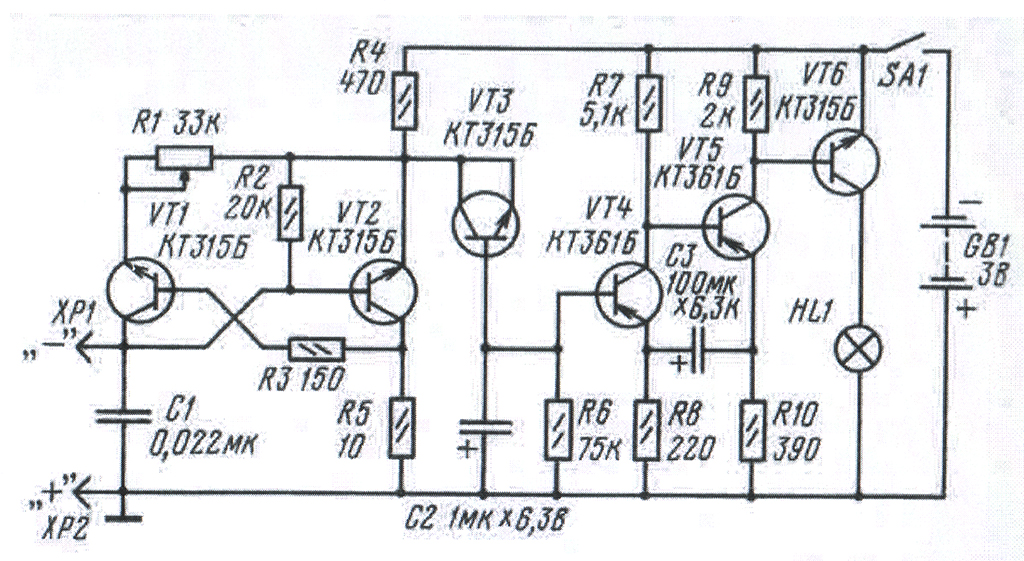 R4
470
R7
5,1к
R9
2к
VT6
КТ315Б
SA1
VT3
КТ315Б
R1 33к
R2
20к
VT5
КТ361Б
VT1
КТ315Б
VT2
КТ315Б
VT4
КТ361Б
C3
100мк
×6,3к
–
GB1
3В
+
XP1
„–”
HL1
R3 150
+
C1
0,022мк
R5
10
+
R6
75к
R8
220
R10
390
„+”
XP2
C2 1мк×6,3В